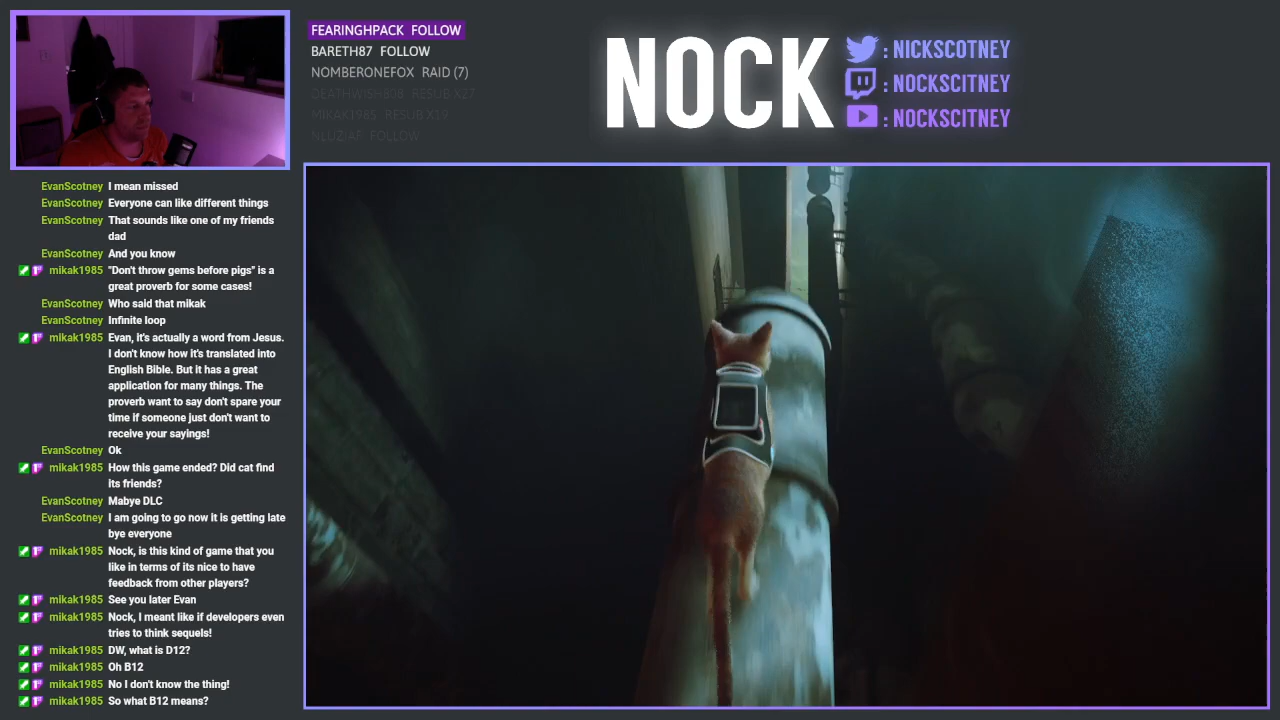 FEARINGHPACK FOLLOW
BARETH87 FOLLOW
NOMBERONEFOX RAID (7)
DEATHWISH808 RESUB X27
MIKAK1985 RESUB X19
FOLLOW
NOCK
: NICKSCOTNEY
: NOCKSCITNEY
: NOCKSCITNEY
EvanScotney I mean missed
EvanScotney Everyone can like different things
EvanScotney That sounds like one of my friends
dad
EvanScotney And you know
mikak1985 "Don't throw gems before pigs" is a
great proverb for some cases!
EvanScotney Who said that mikak
EvanScotney Infinite loop
mikak1985 Evan, it's actually a word from Jesus.
I don't know how it's translated into
English Bible. But it has a great
application for many things. The
proverb want to say don't spare your
time if someone just don't want to
receive your sayings!
EvanScotney Ok
mikak1985 How this game ended? Did cat find
its friends?
EvanScotney Mabye DLC
EvanScotney I am going to go now it is getting late
bye everyone
mikak1985 Nock, is this kind of game that you
like in terms of its nice to have
feedback from other players?
mikak1985 See you later Evan
mikak1985 Nock, I meant like if developers even
tries to think sequels!
mikak1985 DW, what is D12?
mikak1985 Oh B12
mikak1985 No I don't know the thing!
mikak1985 So what B12 means?